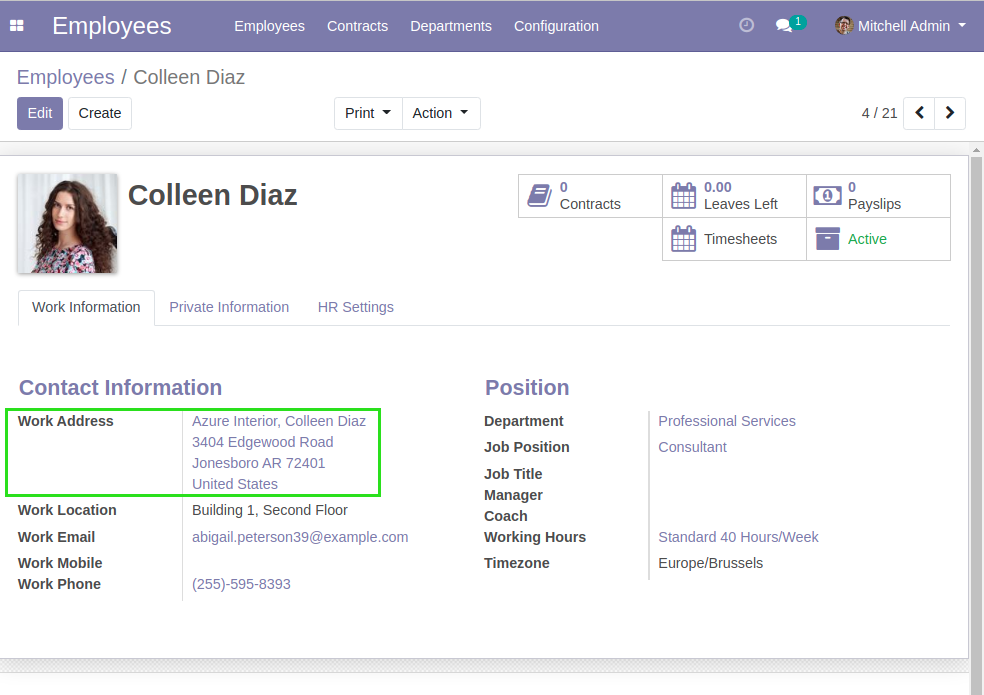 Employees Employees Contracts Departments Configuration 1 Mitchell Admin
Employees / Colleen Diaz
Edit Create Print Action 4 / 21
Colleen Diaz
0 Contracts
0.00 Leaves Left
0 Payslips
Timesheets
Active
Work Information Private Information HR Settings
Contact Information
Work Address Azure Interior, Colleen Diaz
3404 Edgewood Road
Jonesboro AR 72401
United States
Work Location Building 1, Second Floor
Work Email abigail.peterson39@example.com
Work Mobile
Work Phone (255)-595-8393
Position
Department Professional Services
Job Position Consultant
Job Title
Manager
Coach
Working Hours Standard 40 Hours/Week
Timezone Europe/Brussels